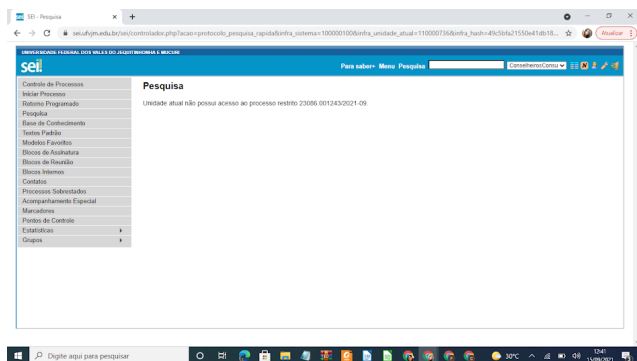 SEI - Pesquisa
sei.ufvjm.edu.br/sei/controlador.php?acao=protocolo_pesquisa_rapida&infra_sistema=100000100&infra_unidade_atual=110000736&infra_hash=49c5bfa21550e41db18...
Atualizar
UNIVERSIDADE FEDERAL DOS VALES DO JEQUITINHONHA E MUCURI
sei!
Para saber+ Menu Pesquisa
ConselheirosConsu
Controle de Processos
Iniciar Processo
Retorno Programado
Pesquisa
Base de Conhecimento
Textos Padrão
Modelos Favoritos
Blocos de Assinatura
Blocos de Reunião
Blocos Internos
Contatos
Processos Sobrestados
Acompanhamento Especial
Marcadores
Pontos de Controle
Estatísticas
Grupos
Pesquisa
Unidade atual não possui acesso ao processo restrito 23086.001243/2021-09.
Digite aqui para pesquisar
30°C
12:41
15/09/2021